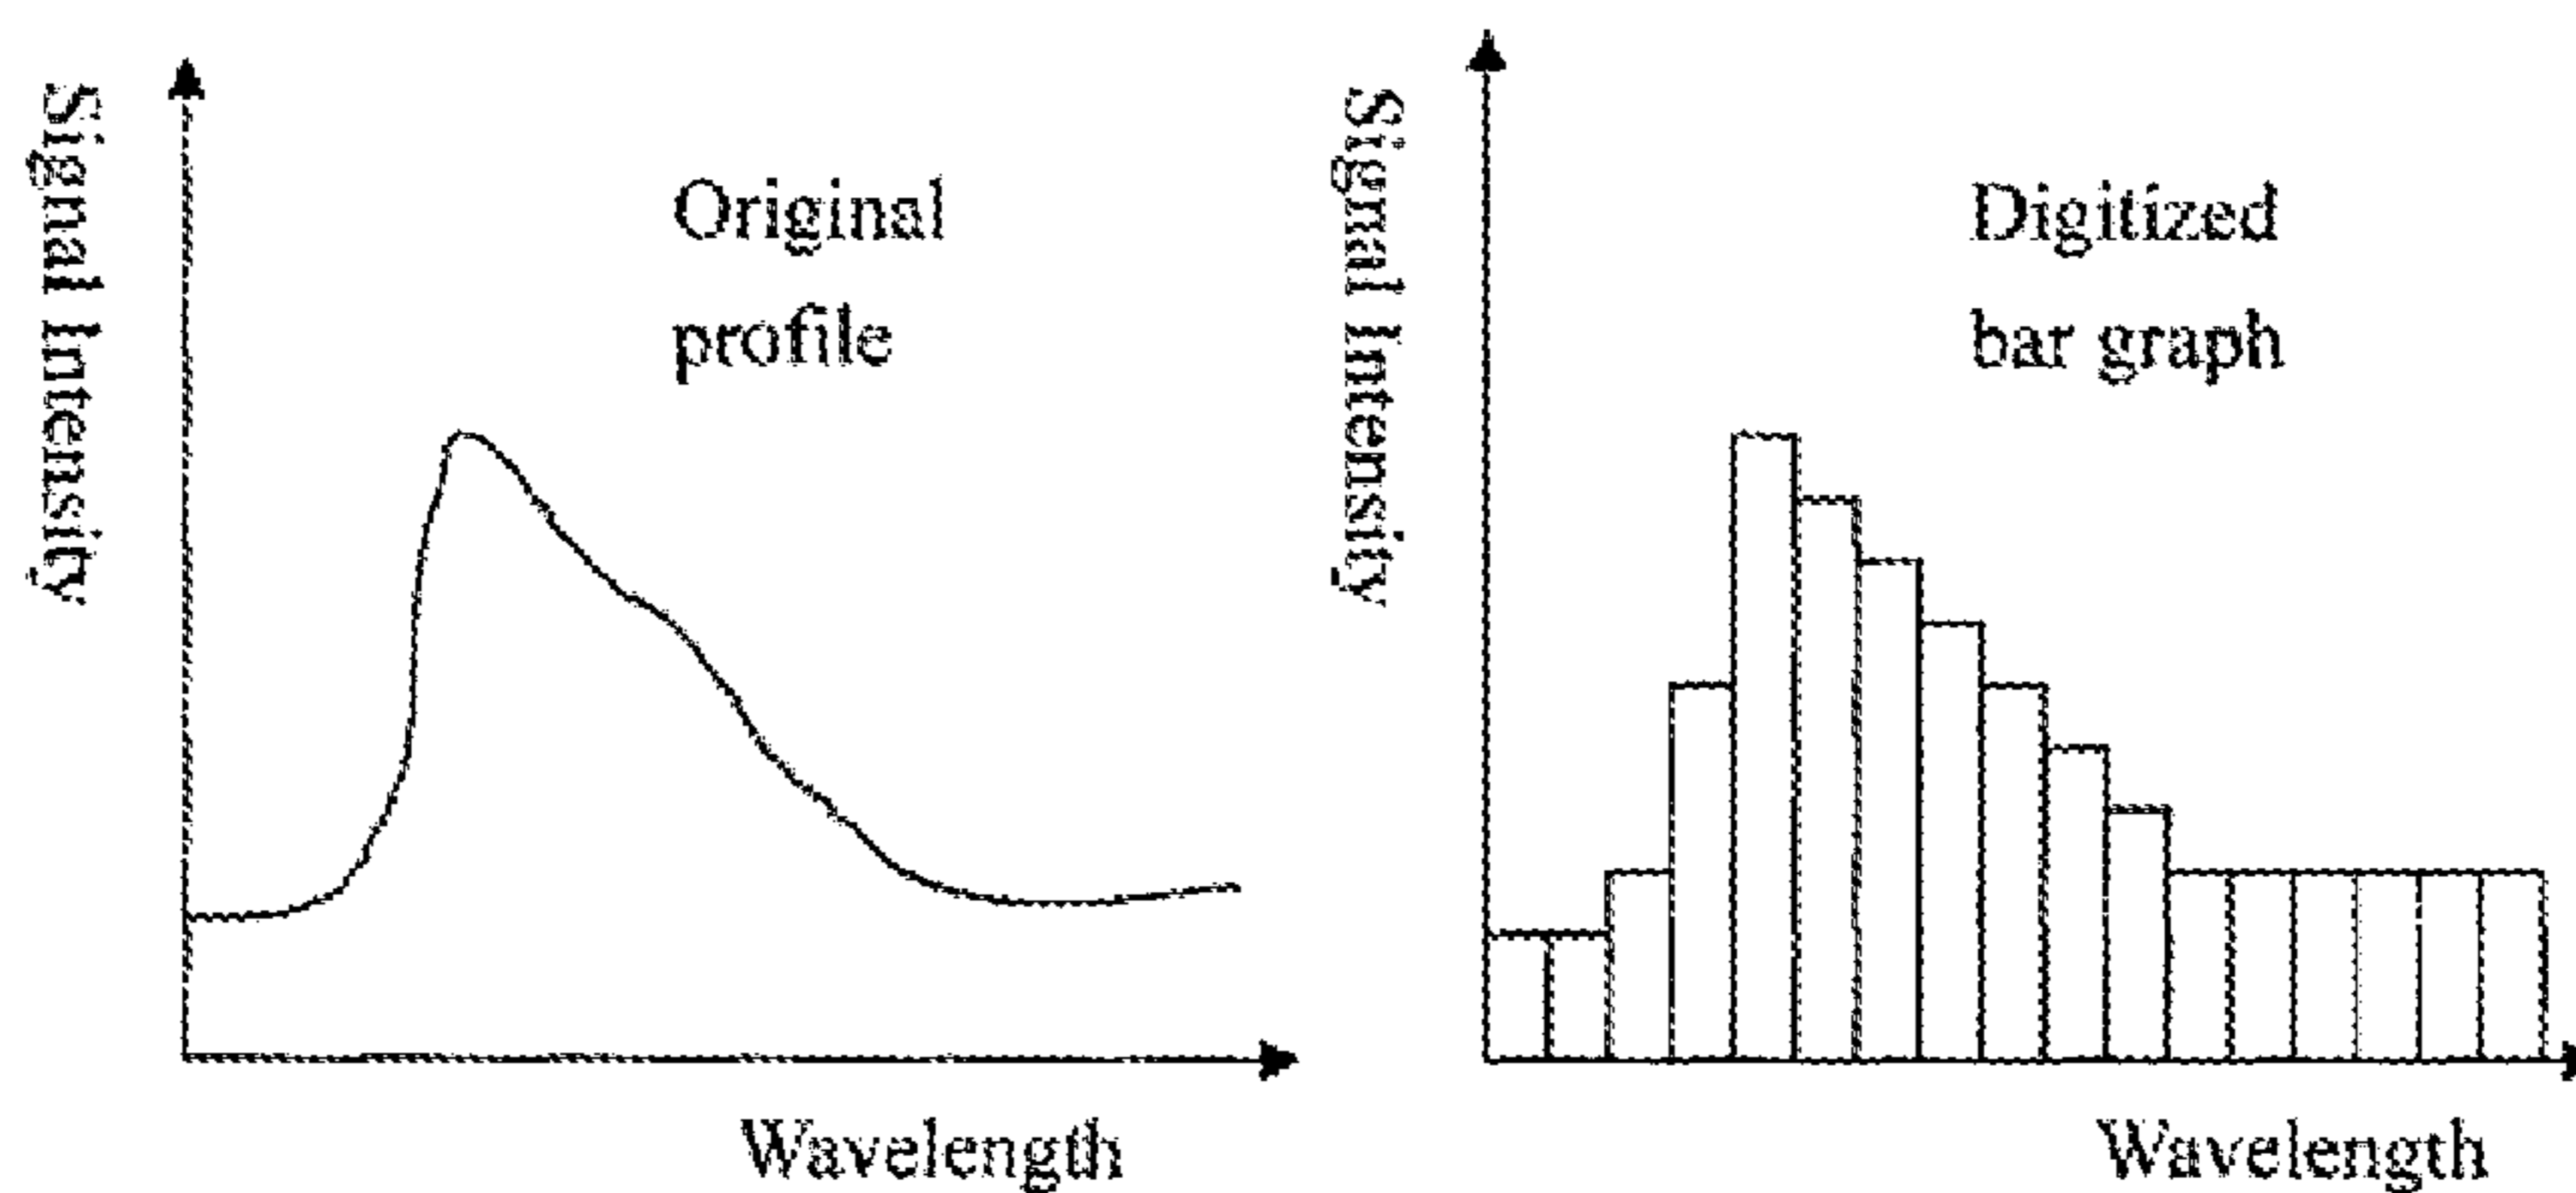 Signal Intensity
Original
profile
Wavelength
Signal Intensity
Digitized
bar graph
Wavelength